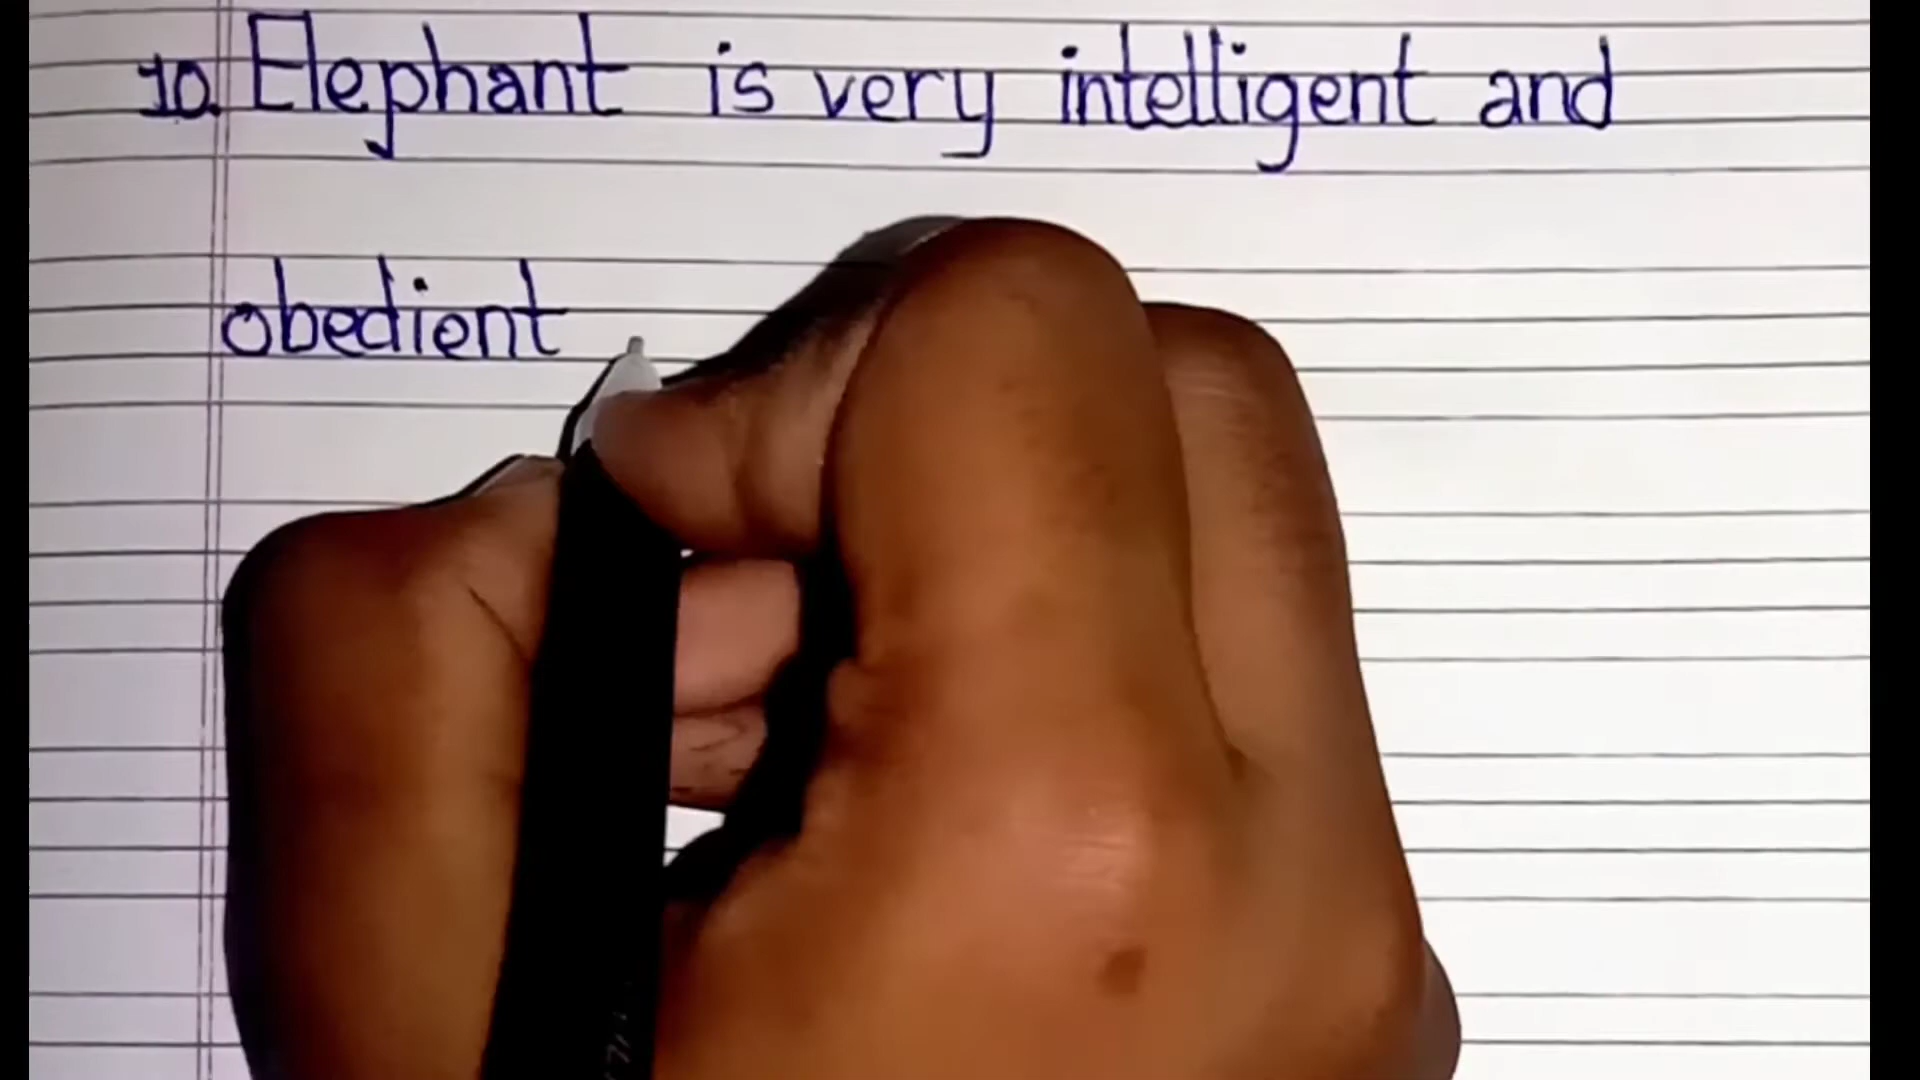 10. Elephant is very intelligent and
obedient